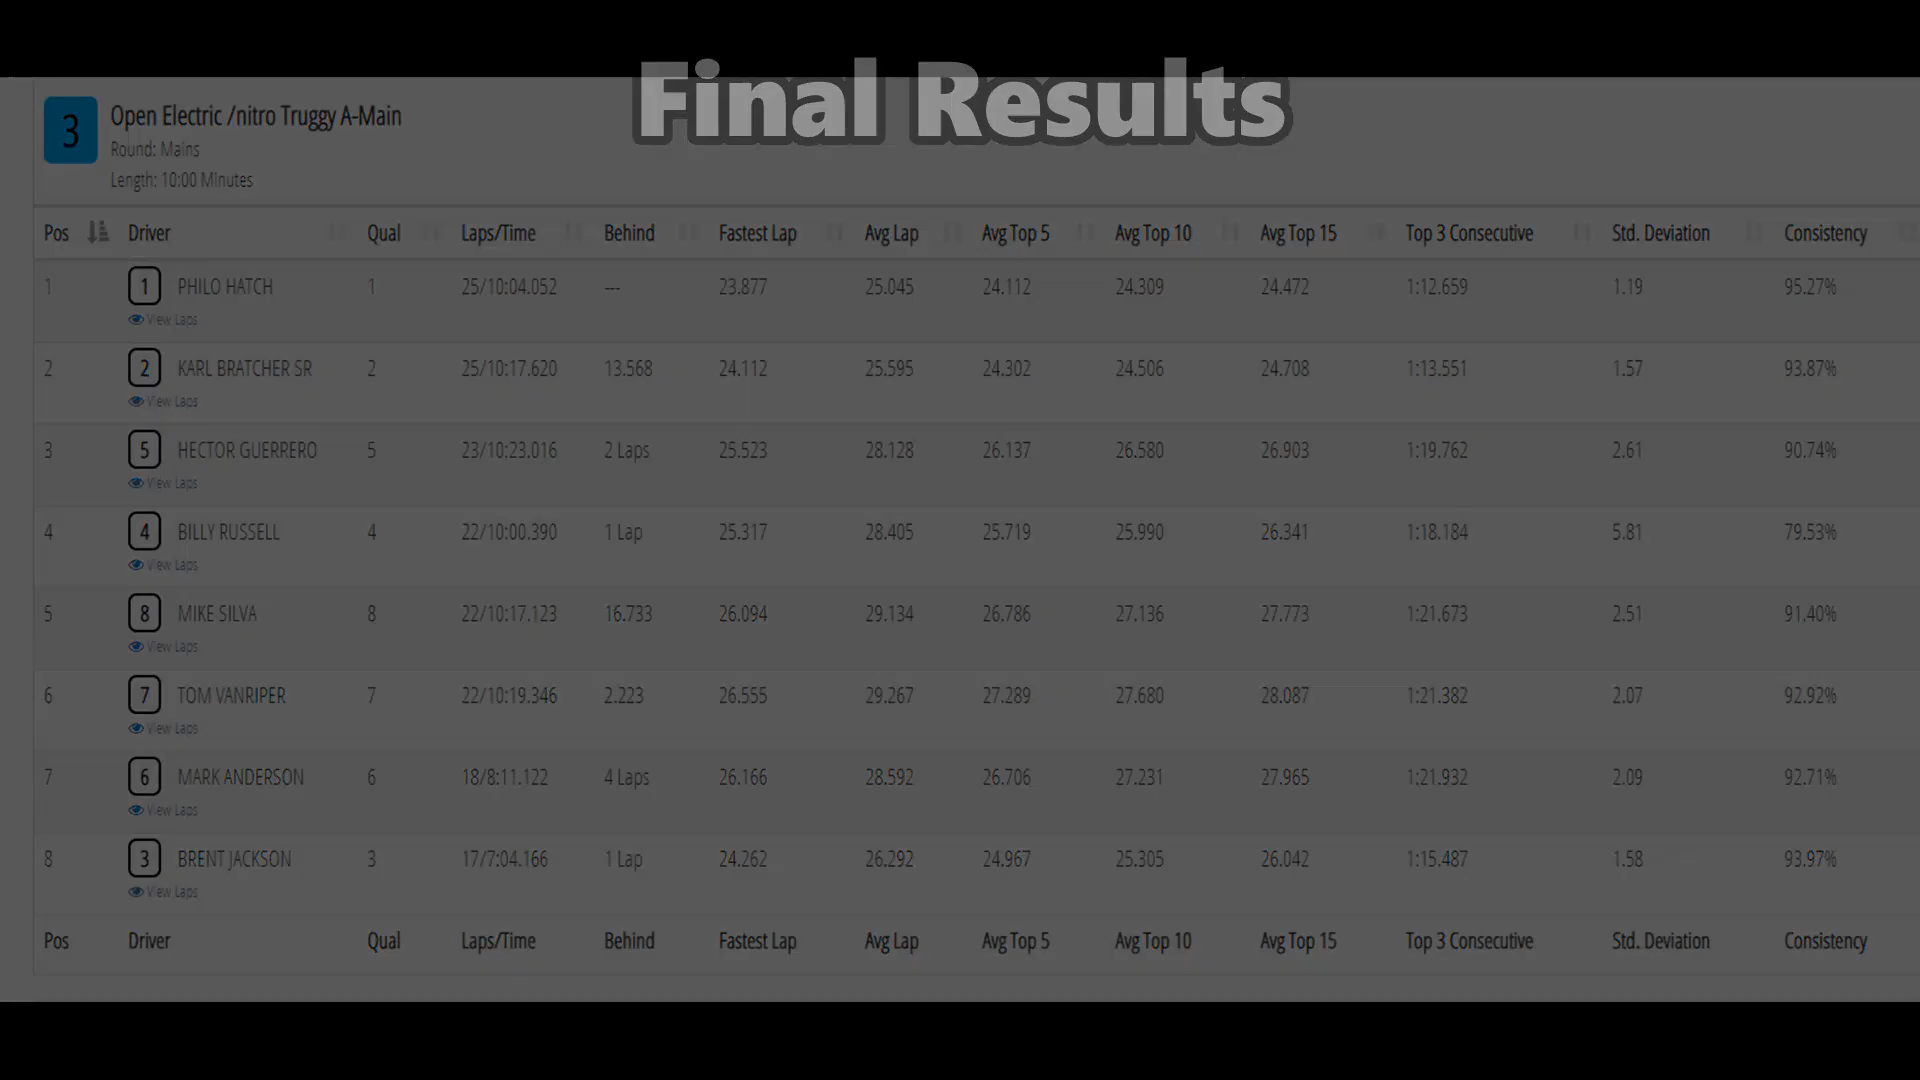 Final Results
3 Open Electric /nitro Truggy A-Main
Round: Mains
Length: 10:00 Minutes
Pos Driver Qual Laps/Time Behind Fastest Lap Avg Lap Avg Top 5 Avg Top 10 Avg Top 15 Top 3 Consecutive Std. Deviation Consistency
1 1 PHILO HATCH 1 25/10:04.052 --- 23.877 25.045 24.112 24.309 24.472 1:12.659 1.19 95.27%
View Laps
2 2 KARL BRATCHER SR 2 25/10:17.620 13.568 24.112 25.595 24.302 24.506 24.708 1:13.551 1.57 93.87%
View Laps
3 5 HECTOR GUERRERO 5 23/10:23.016 2 Laps 25.523 28.128 26.137 26.580 26.903 1:19.762 2.61 90.74%
View Laps
4 4 BILLY RUSSELL 4 22/10:00.390 1 Lap 25.317 28.405 25.719 25.990 26.341 1:18.184 5.81 79.53%
View Laps
5 8 MIKE SILVA 8 22/10:17.123 16.733 26.094 29.134 26.786 27.136 27.773 1:21.673 2.51 91.40%
View Laps
6 7 TOM VANRIPER 7 22/10:19.346 2.223 26.555 29.267 27.289 27.680 28.087 1:21.382 2.07 92.92%
View Laps
7 6 MARK ANDERSON 6 18/8:11.122 4 Laps 26.166 28.592 26.706 27.231 27.965 1:21.932 2.09 92.71%
View Laps
8 3 BRENT JACKSON 3 17/7:04.166 1 Lap 24.262 26.292 24.967 25.305 26.042 1:15.487 1.58 93.97%
View Laps
Pos Driver Qual Laps/Time Behind Fastest Lap Avg Lap Avg Top 5 Avg Top 10 Avg Top 15 Top 3 Consecutive Std. Deviation Consistency